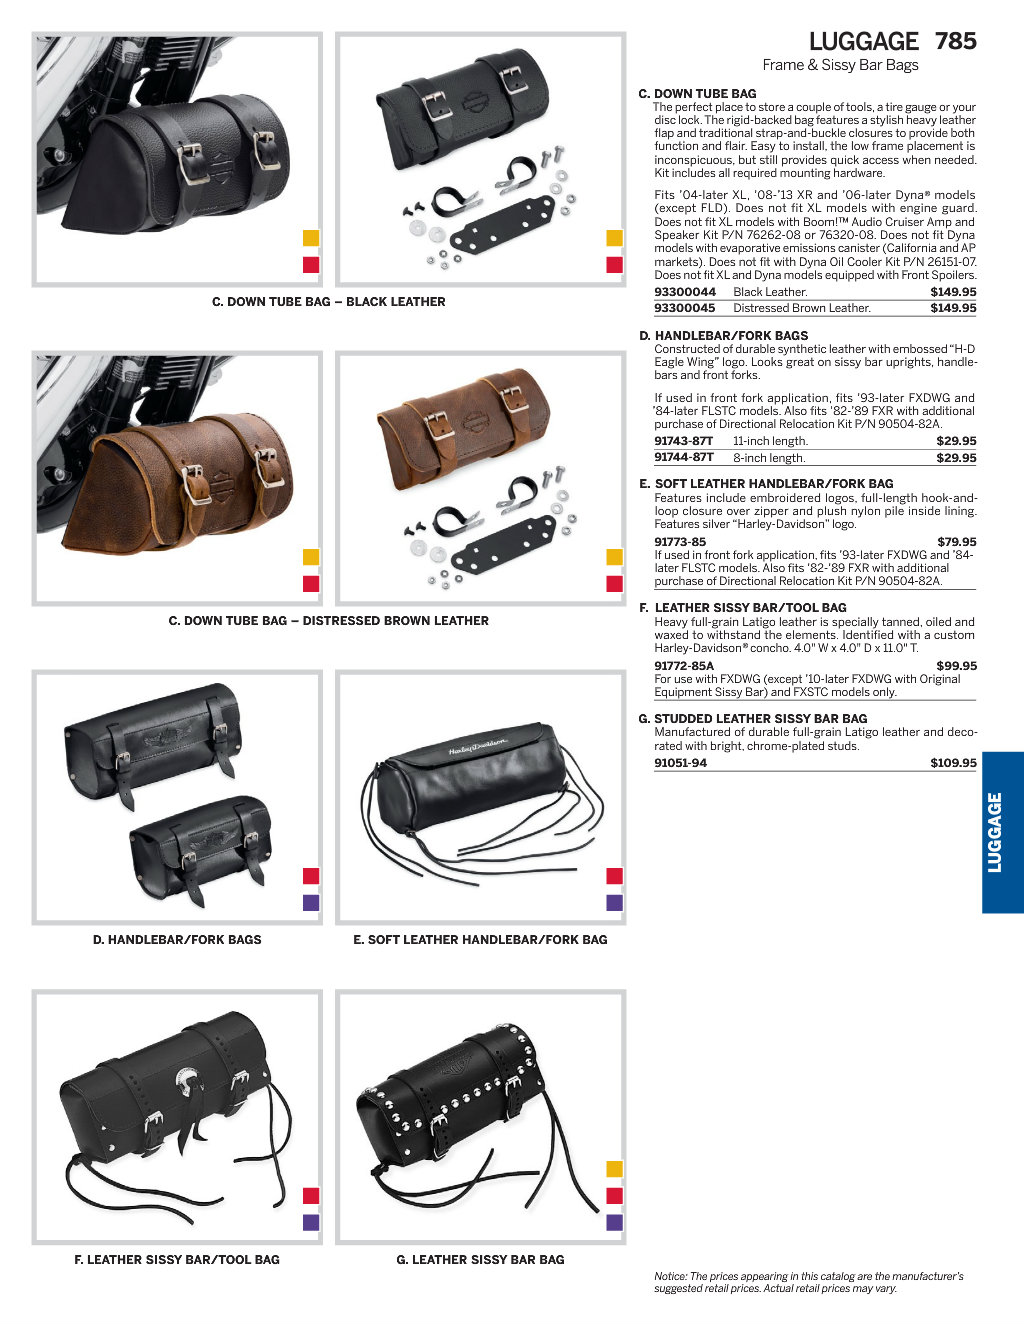 LUGGAGE 785
Frame & Sissy Bar Bags
C. DOWN TUBE BAG
The perfect place to store a couple of tools, a tire gauge or your
disc lock. The rigid-backed bag features a stylish heavy leather
flap and traditional strap-and-buckle closures to provide both
function and flair. Easy to install, the low frame placement is
inconspicuous, but still provides quick access when needed.
Kit includes all required mounting hardware.
Fits ’04-later XL, ’08-’13 XR and ’06-later Dyna® models
(except FLD). Does not fit XL models with engine guard.
Does not fit XL models with Boom!™ Audio Cruiser Amp and
Speaker Kit P/N 76262-08 or 76320-08. Does not fit Dyna
models with evaporative emissions canister (California and AP
markets). Does not fit with Dyna Oil Cooler Kit P/N 26151-07.
Does not fit XL and Dyna models equipped with Front Spoilers.
93300044 Black Leather. $149.95
93300045 Distressed Brown Leather. $149.95
D. HANDLEBAR/FORK BAGS
Constructed of durable synthetic leather with embossed “H-D
Eagle Wing” logo. Looks great on sissy bar uprights, handle-
bars and front forks.
If used in front fork application, fits ’93-later FXDWG and
’84-later FLSTC models. Also fits ’82-’89 FXR with additional
purchase of Directional Relocation Kit P/N 90504-82A.
91743-87T 11-inch length. $29.95
91744-87T 8-inch length. $29.95
E. SOFT LEATHER HANDLEBAR/FORK BAG
Features include embroidered logos, full-length hook-and-
loop closure over zipper and plush nylon pile inside lining.
Features silver “Harley-Davidson” logo.
91773-85 $79.95
If used in front fork application, fits ’93-later FXDWG and ’84-
later FLSTC models. Also fits ’82-’89 FXR with additional
purchase of Directional Relocation Kit P/N 90504-82A.
F. LEATHER SISSY BAR/TOOL BAG
Heavy full-grain Latigo leather is specially tanned, oiled and
waxed to withstand the elements. Identified with a custom
Harley-Davidson® concho. 4.0" W x 4.0" D x 11.0" T.
91772-85A $99.95
For use with FXDWG (except ’10-later FXDWG with Original
Equipment Sissy Bar) and FXSTC models only.
G. STUDDED LEATHER SISSY BAR BAG
Manufactured of durable full-grain Latigo leather and deco-
rated with bright, chrome-plated studs.
91051-94 $109.95
C. DOWN TUBE BAG – BLACK LEATHER
C. DOWN TUBE BAG – DISTRESSED BROWN LEATHER
Harley-Davidson
D. HANDLEBAR/FORK BAGS
E. SOFT LEATHER HANDLEBAR/FORK BAG
F. LEATHER SISSY BAR/TOOL BAG
G. LEATHER SISSY BAR BAG
LUGGAGE
Notice: The prices appearing in this catalog are the manufacturer’s
suggested retail prices. Actual retail prices may vary.